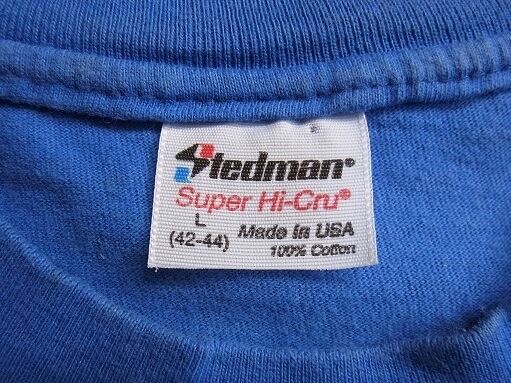 Stedman®
Super Hi-Cru®
L
(42-44)
Made In USA
100% Cotton